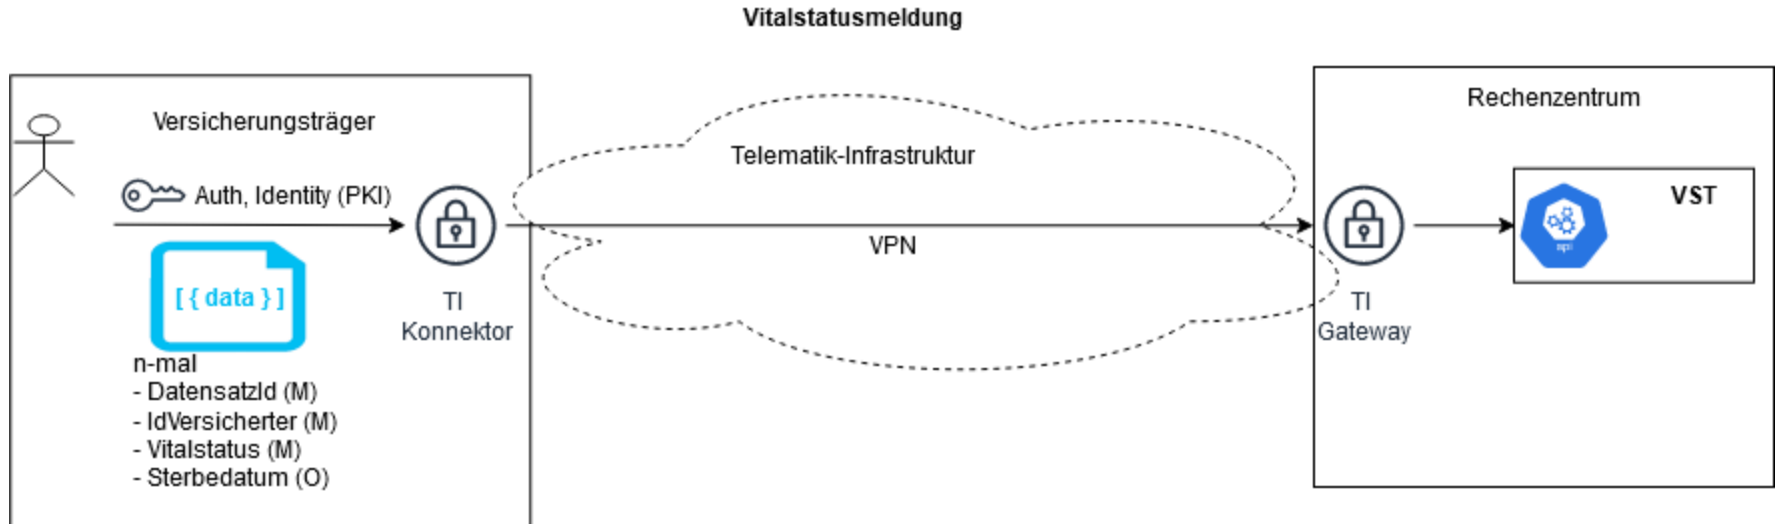 Vitalstatusmeldung
Versicherungsträger
Auth, Identity (PKI)
[ { data } ]
n-mal
- DatensatzId (M)
- IdVersicherter (M)
- Vitalstatus (M)
- Sterbedatum (O)
TI
Konnektor
Telematik-Infrastruktur
VPN
Rechenzentrum
TI
Gateway
api
VST